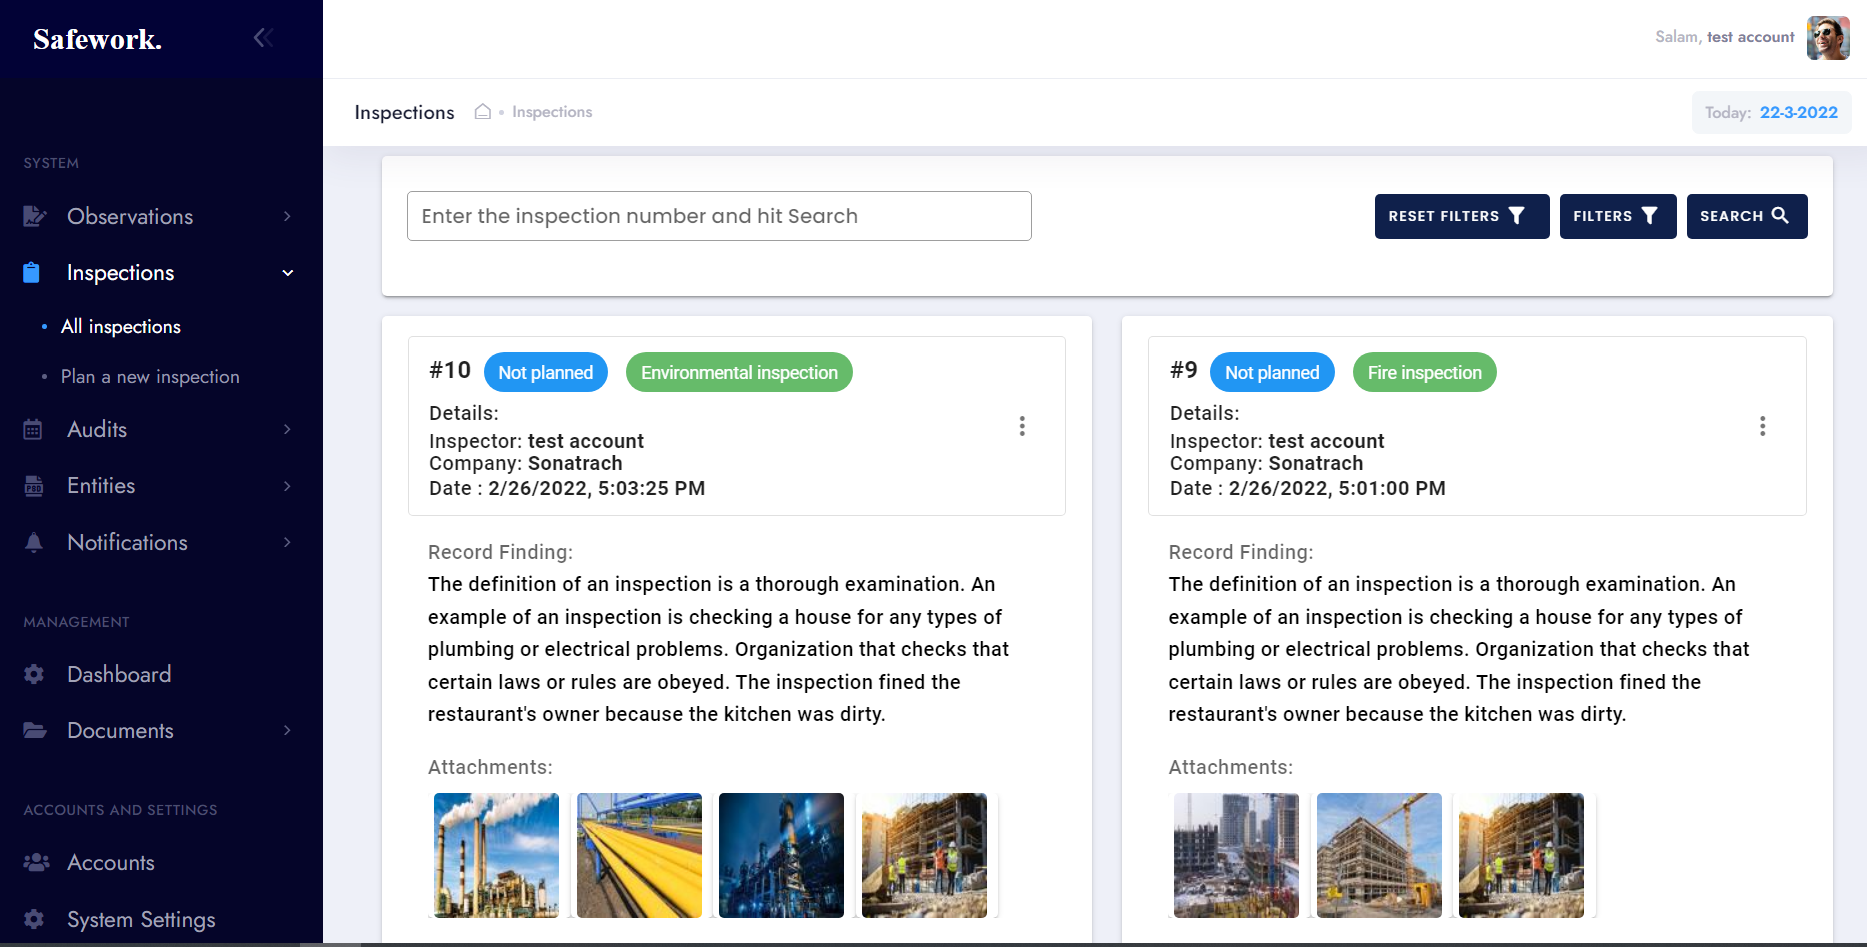 Safework.
Salam, test account
Inspections
Inspections
Today: 22-3-2022
SYSTEM
Observations
Inspections
All inspections
Plan a new inspection
Audits
Entities
Notifications
MANAGEMENT
Dashboard
Documents
ACCOUNTS AND SETTINGS
Accounts
System Settings
Enter the inspection number and hit Search
RESET FILTERS
FILTERS
SEARCH
#10 Not planned Environmental inspection
Details:
Inspector: test account
Company: Sonatrach
Date : 2/26/2022, 5:03:25 PM
Record Finding:
The definition of an inspection is a thorough examination. An
example of an inspection is checking a house for any types of
plumbing or electrical problems. Organization that checks that
certain laws or rules are obeyed. The inspection fined the
restaurant's owner because the kitchen was dirty.
Attachments:
#9 Not planned Fire inspection
Details:
Inspector: test account
Company: Sonatrach
Date : 2/26/2022, 5:01:00 PM
Record Finding:
The definition of an inspection is a thorough examination. An
example of an inspection is checking a house for any types of
plumbing or electrical problems. Organization that checks that
certain laws or rules are obeyed. The inspection fined the
restaurant's owner because the kitchen was dirty.
Attachments: